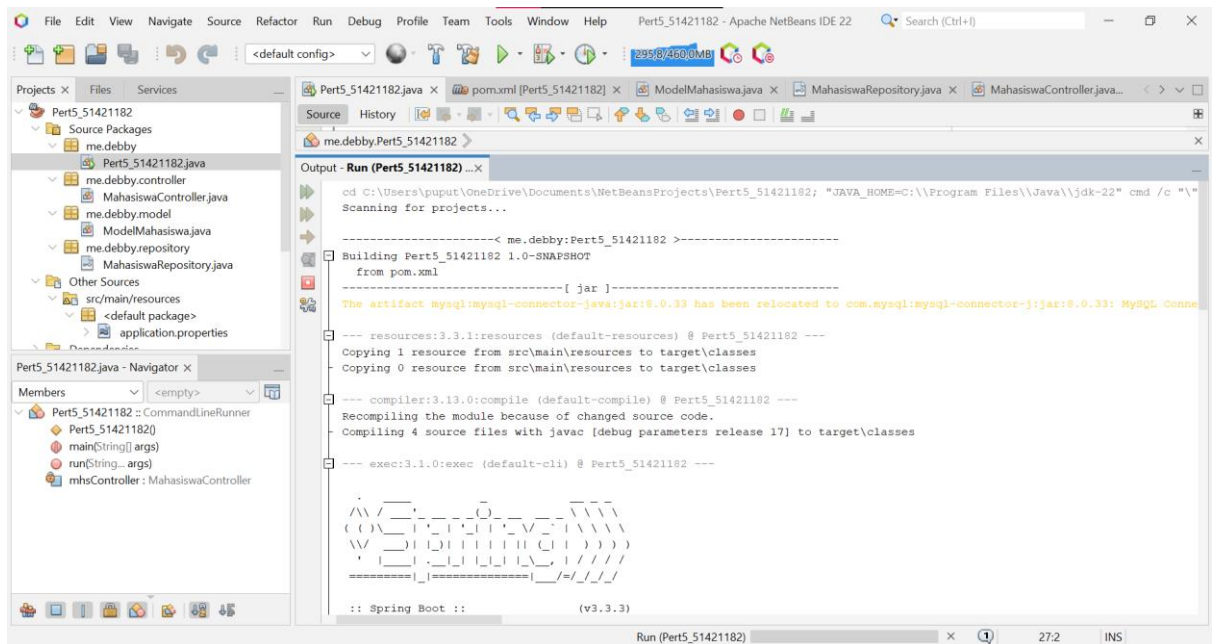 File Edit View Navigate Source Refactor Run Debug Profile Team Tools Window Help Pert5_51421182 - Apache NetBeans IDE 22 Search (Ctrl+I)
<default config> 295,8/460,0MB
Projects Files Services
Pert5_51421182
Source Packages
me.debby
Pert5_51421182.java
me.debby.controller
MahasiswaController.java
me.debby.model
ModelMahasiswa.java
me.debby.repository
MahasiswaRepository.java
Other Sources
src/main/resources
<default package>
application.properties
Dependencies
Pert5_51421182.java - Navigator
Members <empty>
Pert5_51421182 :: CommandLineRunner
Pert5_51421182()
main(String[] args)
run(String... args)
mhsController : MahasiswaController
Pert5_51421182.java pom.xml [Pert5_51421182] ModelMahasiswa.java MahasiswaRepository.java MahasiswaController.java...
Source History
me.debby.Pert5_51421182
Output - Run (Pert5_51421182) ...
cd C:\Users\puput\OneDrive\Documents\NetBeansProjects\Pert5_51421182; "JAVA_HOME=C:\\Program Files\\Java\\jdk-22" cmd /c "\"
Scanning for projects...
----------------------< me.debby:Pert5_51421182 >-----------------------
Building Pert5_51421182 1.0-SNAPSHOT
from pom.xml
--------------------------------[ jar ]---------------------------------
The artifact mysql:mysql-connector-java:jar:8.0.33 has been relocated to com.mysql:mysql-connector-j:jar:8.0.33: MySQL Conne
--- resources:3.3.1:resources (default-resources) @ Pert5_51421182 ---
Copying 1 resource from src\main\resources to target\classes
Copying 0 resource from src\main\resources to target\classes
--- compiler:3.13.0:compile (default-compile) @ Pert5_51421182 ---
Recompiling the module because of changed source code.
Compiling 4 source files with javac [debug parameters release 17] to target\classes
--- exec:3.1.0:exec (default-cli) @ Pert5_51421182 ---
Spring
:: Spring Boot :: (v3.3.3)
Run (Pert5_51421182) 1 27:2 INS